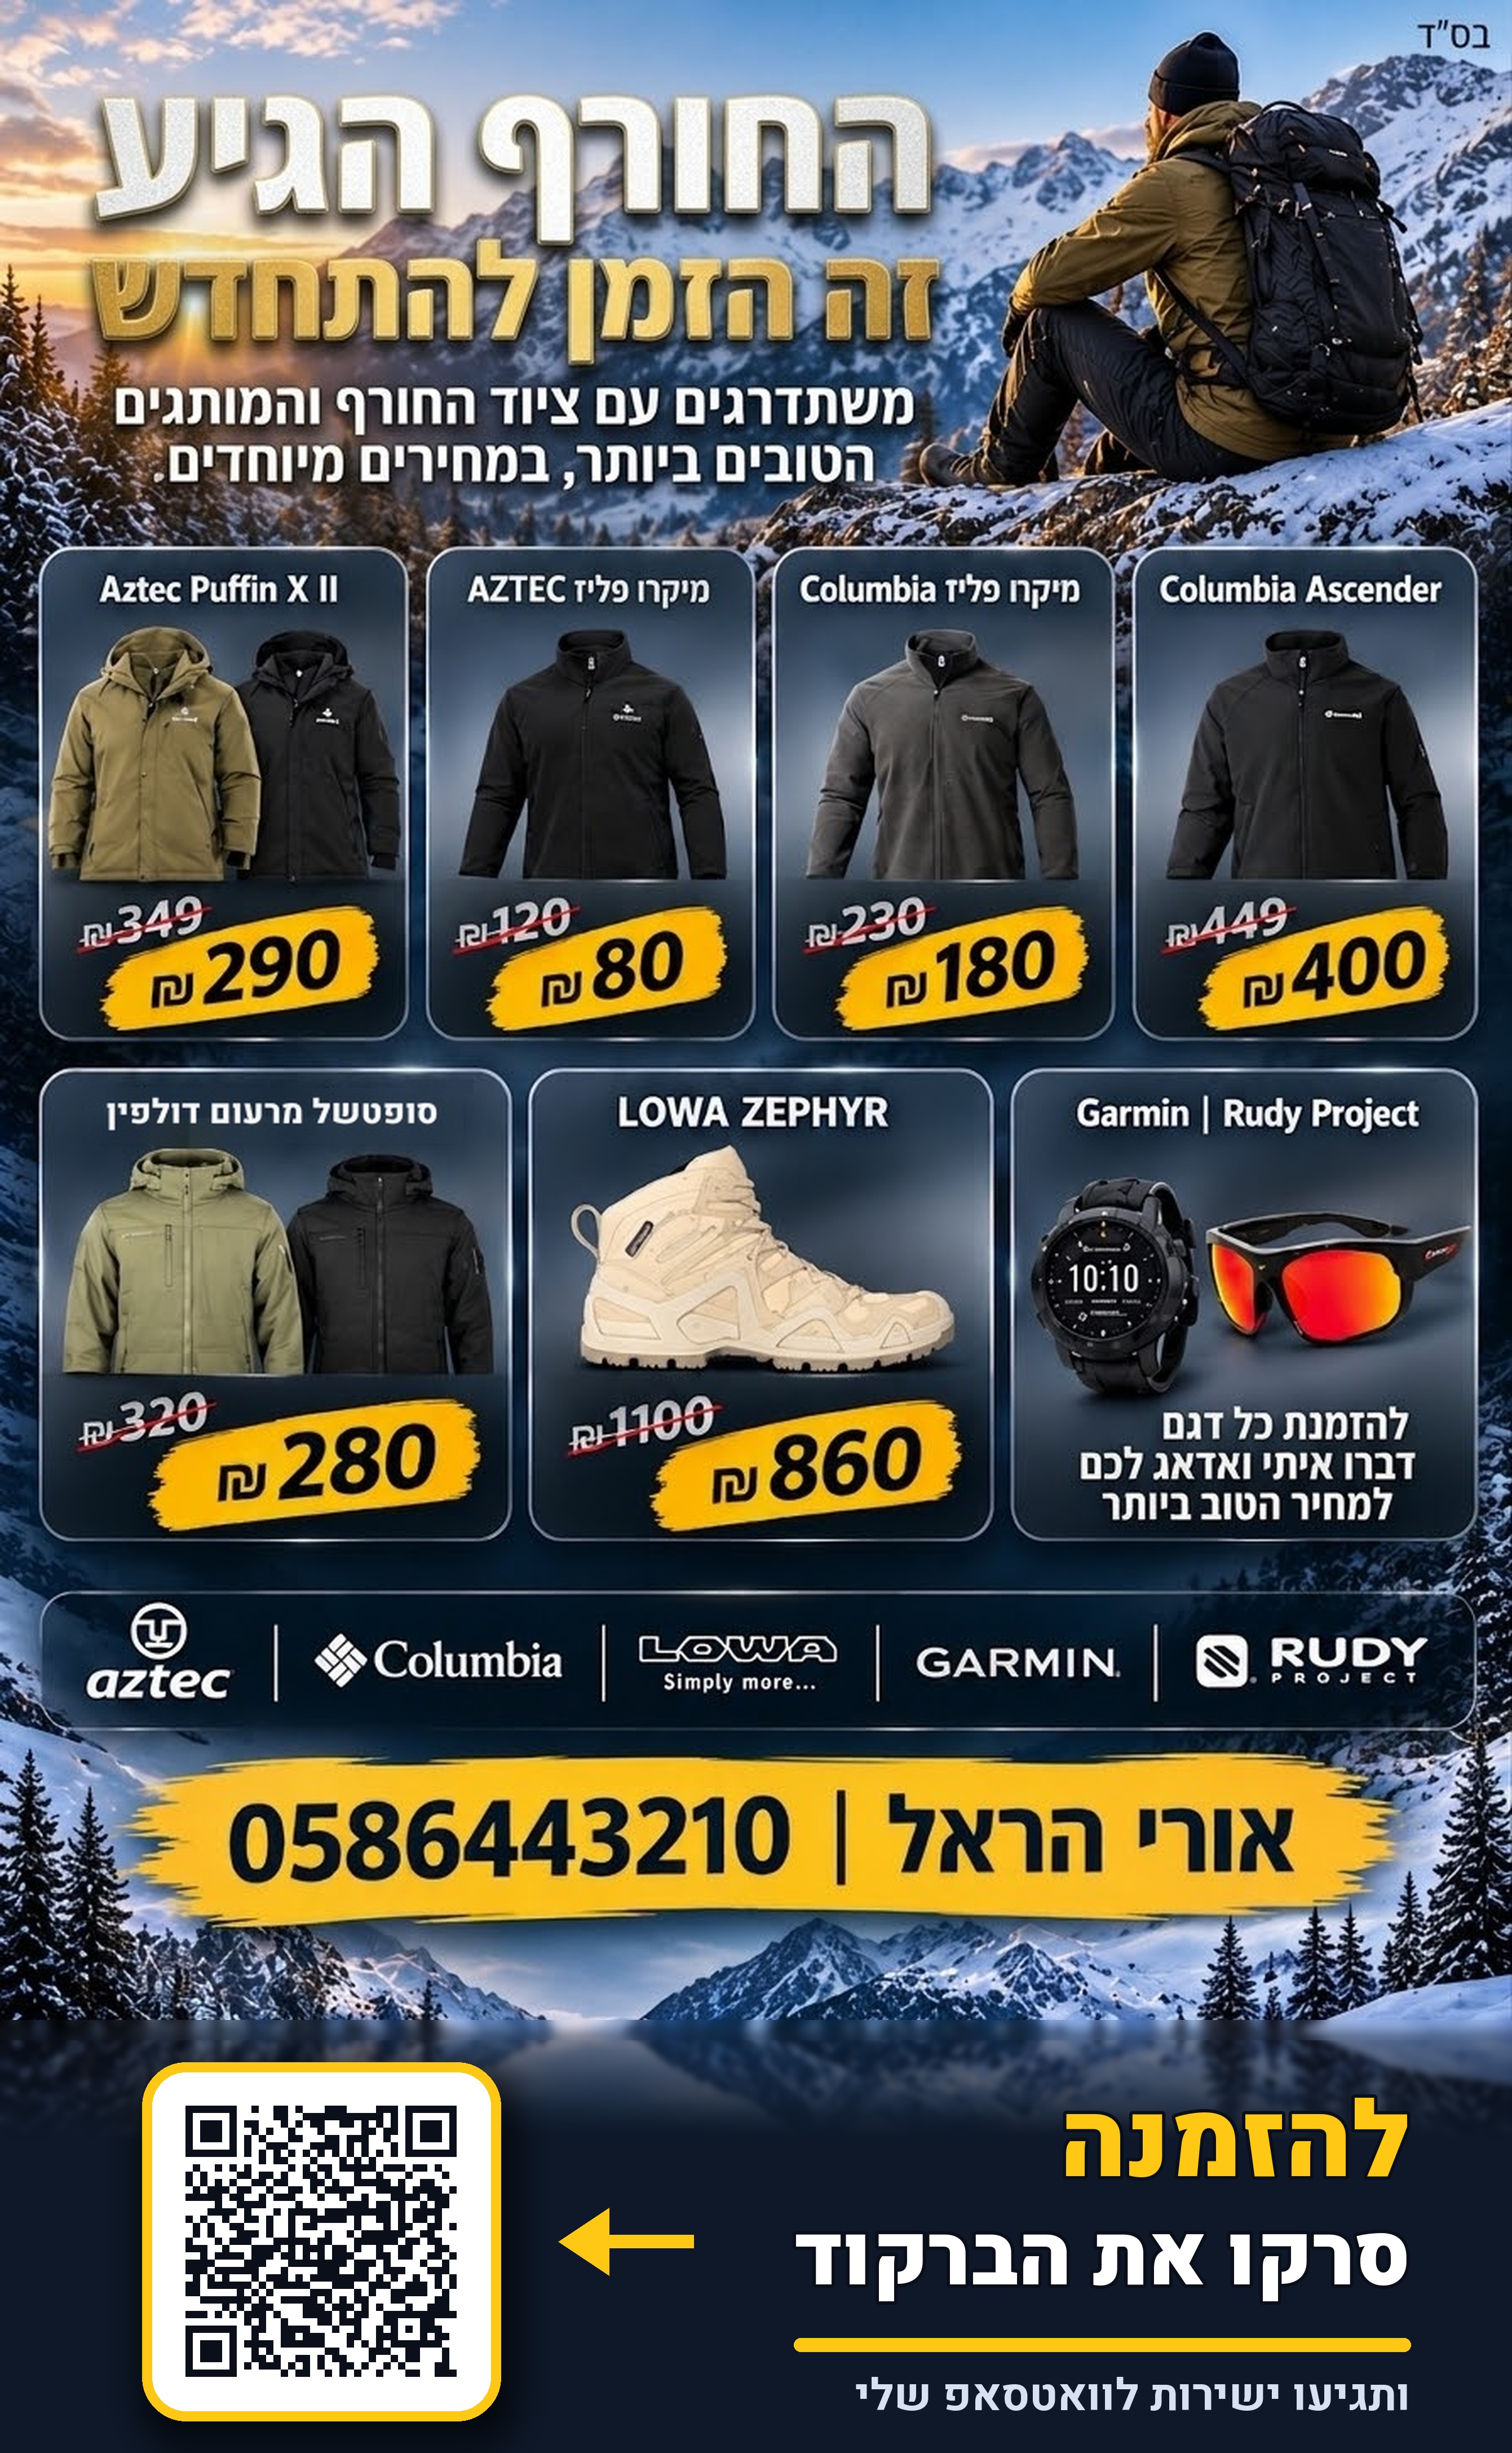 בס"ד
החורף הגיע
זה הזמן להתחדש
משתדרגים עם ציוד החורף והמותגים
הטובים ביותר, במחירים מיוחדים.
Columbia Ascender
449 ₪
400 ₪
מיקרו פליז Columbia
230 ₪
180 ₪
מיקרו פליז AZTEC
120 ₪
80 ₪
Aztec Puffin X II
349 ₪
290 ₪
Garmin | Rudy Project
10:10
להזמנת כל דגם
דברו איתי ואדאג לכם
למחיר הטוב ביותר
LOWA ZEPHYR
1100 ₪
860 ₪
סופטשל מרעום דולפין
320 ₪
280 ₪
aztec | Columbia | LOWA | GARMIN | RUDY
Simply more... PROJECT
אורי הראל | 0586443210
להזמנה
סרקו את הברקוד
ותגיעו ישירות לוואטסאפ שלי